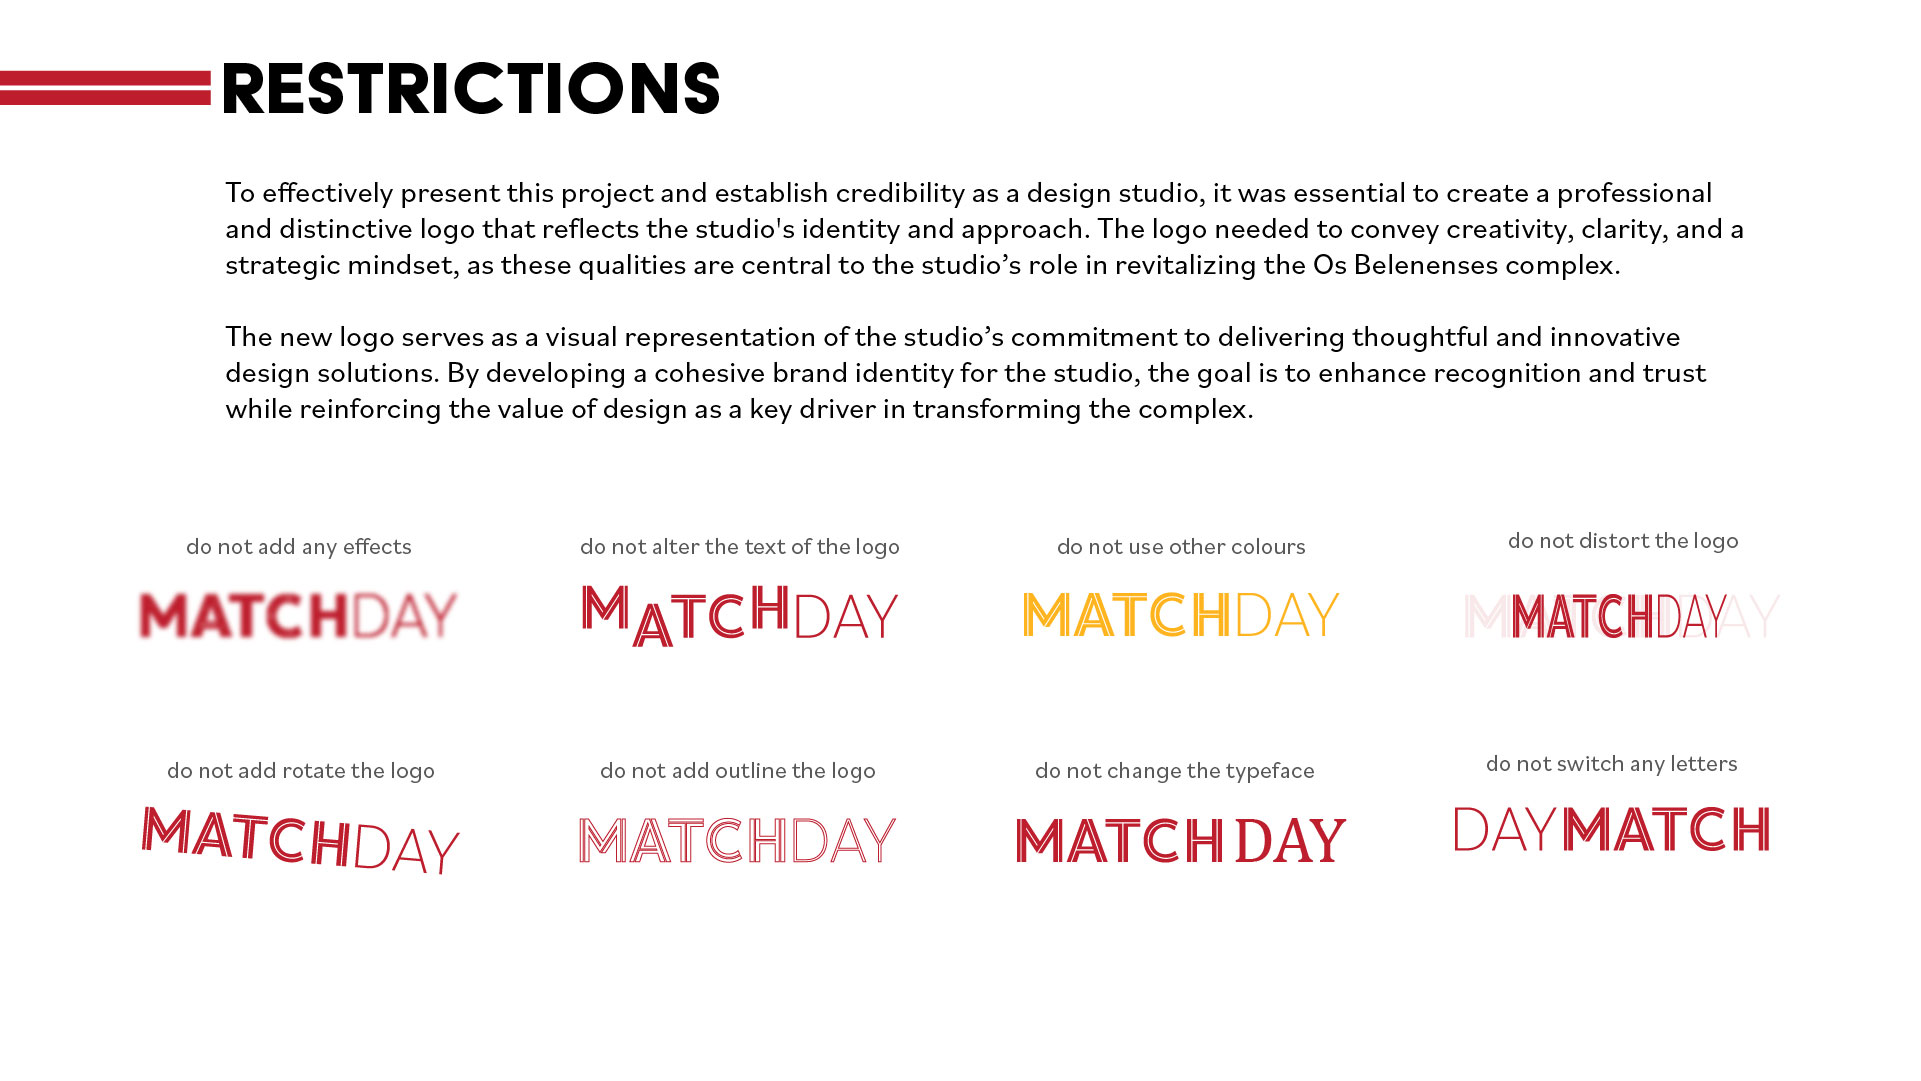 RESTRICTIONS
To effectively present this project and establish credibility as a design studio, it was essential to create a professional
and distinctive logo that reflects the studio's identity and approach. The logo needed to convey creativity, clarity, and a
strategic mindset, as these qualities are central to the studio’s role in revitalizing the Os Belenenses complex.
The new logo serves as a visual representation of the studio’s commitment to delivering thoughtful and innovative
design solutions. By developing a cohesive brand identity for the studio, the goal is to enhance recognition and trust
while reinforcing the value of design as a key driver in transforming the complex.
do not add any effects
MATCHDAY
do not alter the text of the logo
MATCHDAY
do not use other colours
MATCHDAY
do not distort the logo
MATCHDAY
do not add rotate the logo
MATCHDAY
do not add outline the logo
MATCHDAY
do not change the typeface
MATCH DAY
do not switch any letters
DAYMATCH